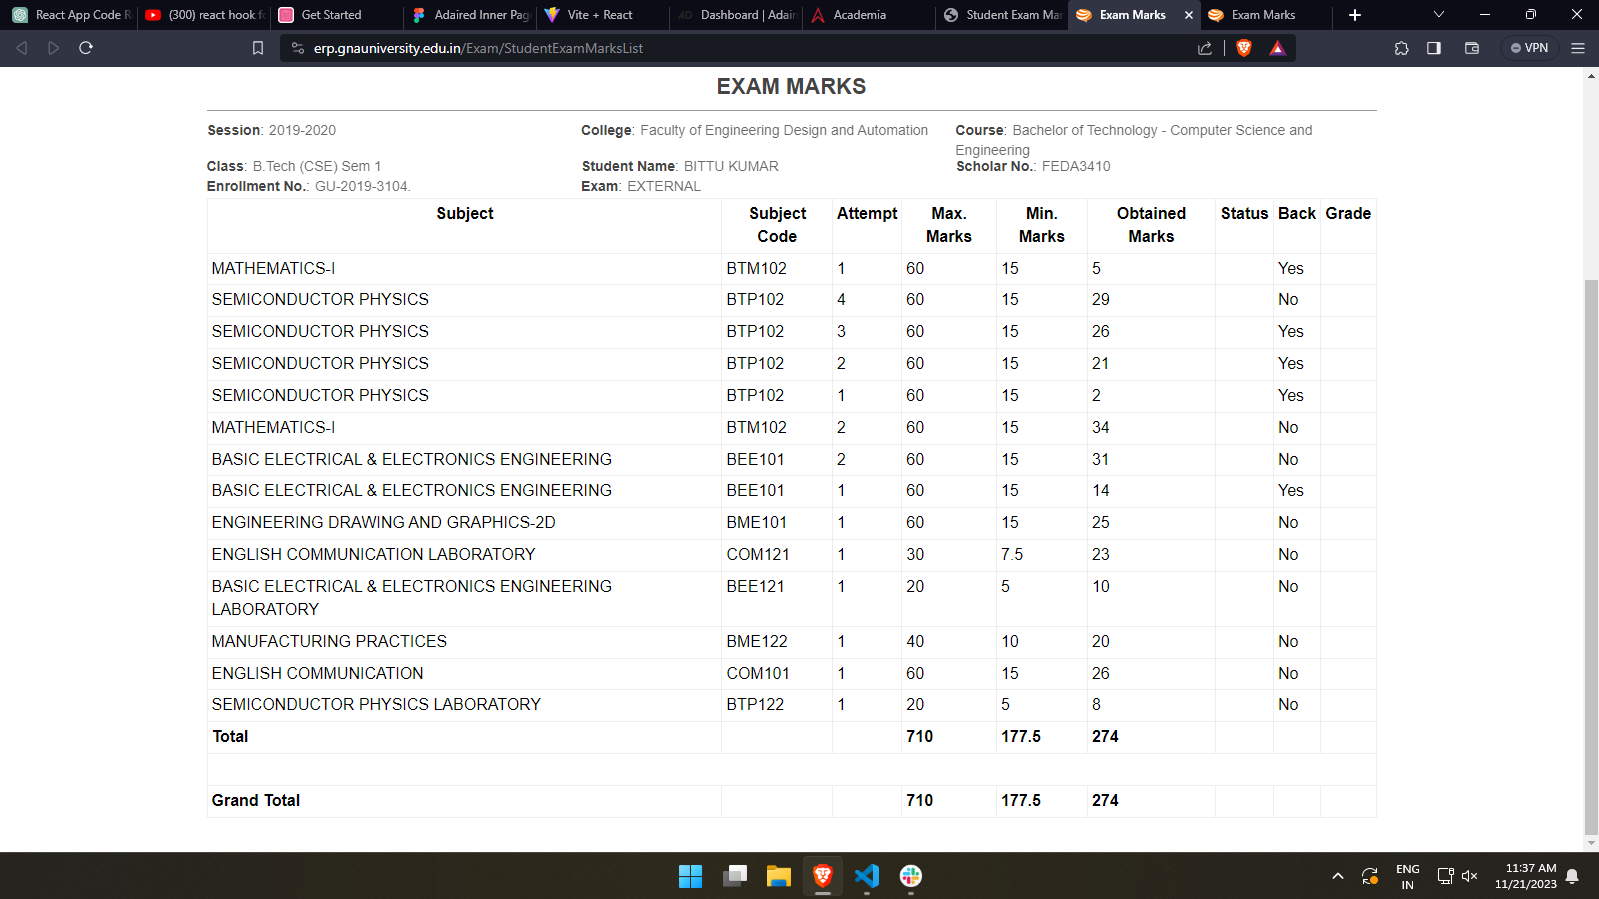 React App Code R
(300) react hook fo
Get Started
Adaired Inner Pag
Vite + React
Dashboard | Adair
Academia
Student Exam Mar
Exam Marks
Exam Marks
erp.gnauniversity.edu.in/Exam/StudentExamMarksList
VPN
EXAM MARKS
Session: 2019-2020 College: Faculty of Engineering Design and Automation Course: Bachelor of Technology - Computer Science and
Engineering
Class: B.Tech (CSE) Sem 1 Student Name: BITTU KUMAR Scholar No.: FEDA3410
Enrollment No.: GU-2019-3104. Exam: EXTERNAL
Subject Subject Attempt Max. Min. Obtained Status Back Grade
Code Marks Marks Marks
MATHEMATICS-I BTM102 1 60 15 5 Yes
SEMICONDUCTOR PHYSICS BTP102 4 60 15 29 No
SEMICONDUCTOR PHYSICS BTP102 3 60 15 26 Yes
SEMICONDUCTOR PHYSICS BTP102 2 60 15 21 Yes
SEMICONDUCTOR PHYSICS BTP102 1 60 15 2 Yes
MATHEMATICS-I BTM102 2 60 15 34 No
BASIC ELECTRICAL & ELECTRONICS ENGINEERING BEE101 2 60 15 31 No
BASIC ELECTRICAL & ELECTRONICS ENGINEERING BEE101 1 60 15 14 Yes
ENGINEERING DRAWING AND GRAPHICS-2D BME101 1 60 15 25 No
ENGLISH COMMUNICATION LABORATORY COM121 1 30 7.5 23 No
BASIC ELECTRICAL & ELECTRONICS ENGINEERING BEE121 1 20 5 10 No
LABORATORY
MANUFACTURING PRACTICES BME122 1 40 10 20 No
ENGLISH COMMUNICATION COM101 1 60 15 26 No
SEMICONDUCTOR PHYSICS LABORATORY BTP122 1 20 5 8 No
Total 710 177.5 274
Grand Total 710 177.5 274
ENG
IN
11:37 AM
11/21/2023